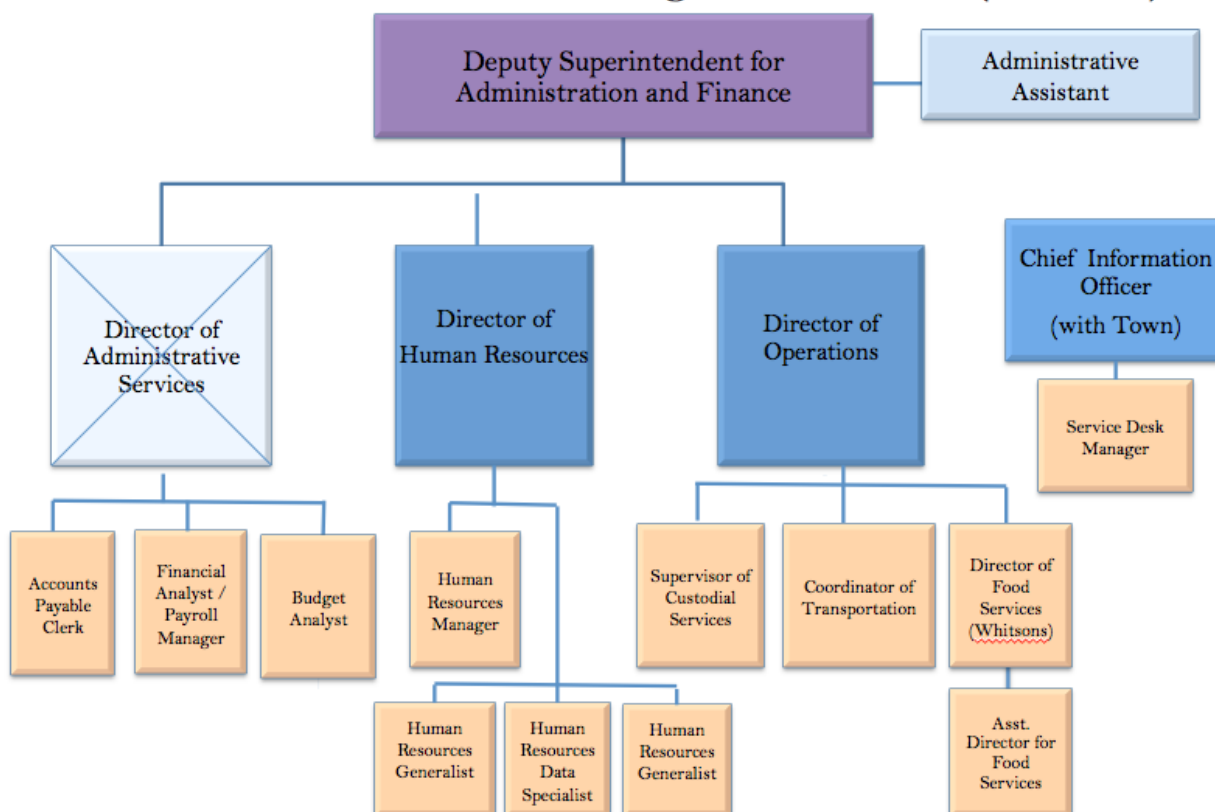 Deputy Superintendent for
Administration and Finance
Administrative
Assistant
Director of
Administrative
Services
Director of
Human Resources
Director of
Operations
Chief Information
Officer
(with Town)
Service Desk
Manager
Accounts
Payable
Clerk
Financial
Analyst /
Payroll
Manager
Budget
Analyst
Human
Resources
Manager
Supervisor of
Custodial
Services
Coordinator of
Transportation
Director of
Food
Services
(Whitsons)
Human
Resources
Generalist
Human
Resources
Data
Specialist
Human
Resources
Generalist
Asst.
Director for
Food
Services